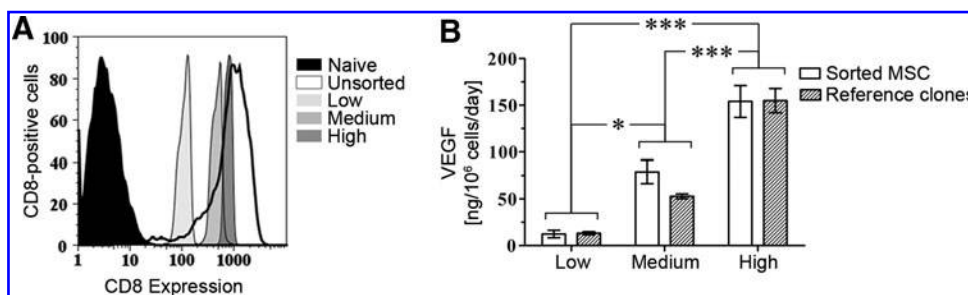 A
CD8-positive cells
100
80
60
40
20
0
1
10
100
1000
CD8 Expression
Naive
Unsorted
Low
Medium
High
B
VEGF
[ng/10⁶ cells/day]
200
150
100
50
0
***
***
*
Sorted MSC
Reference clones
Low
Medium
High